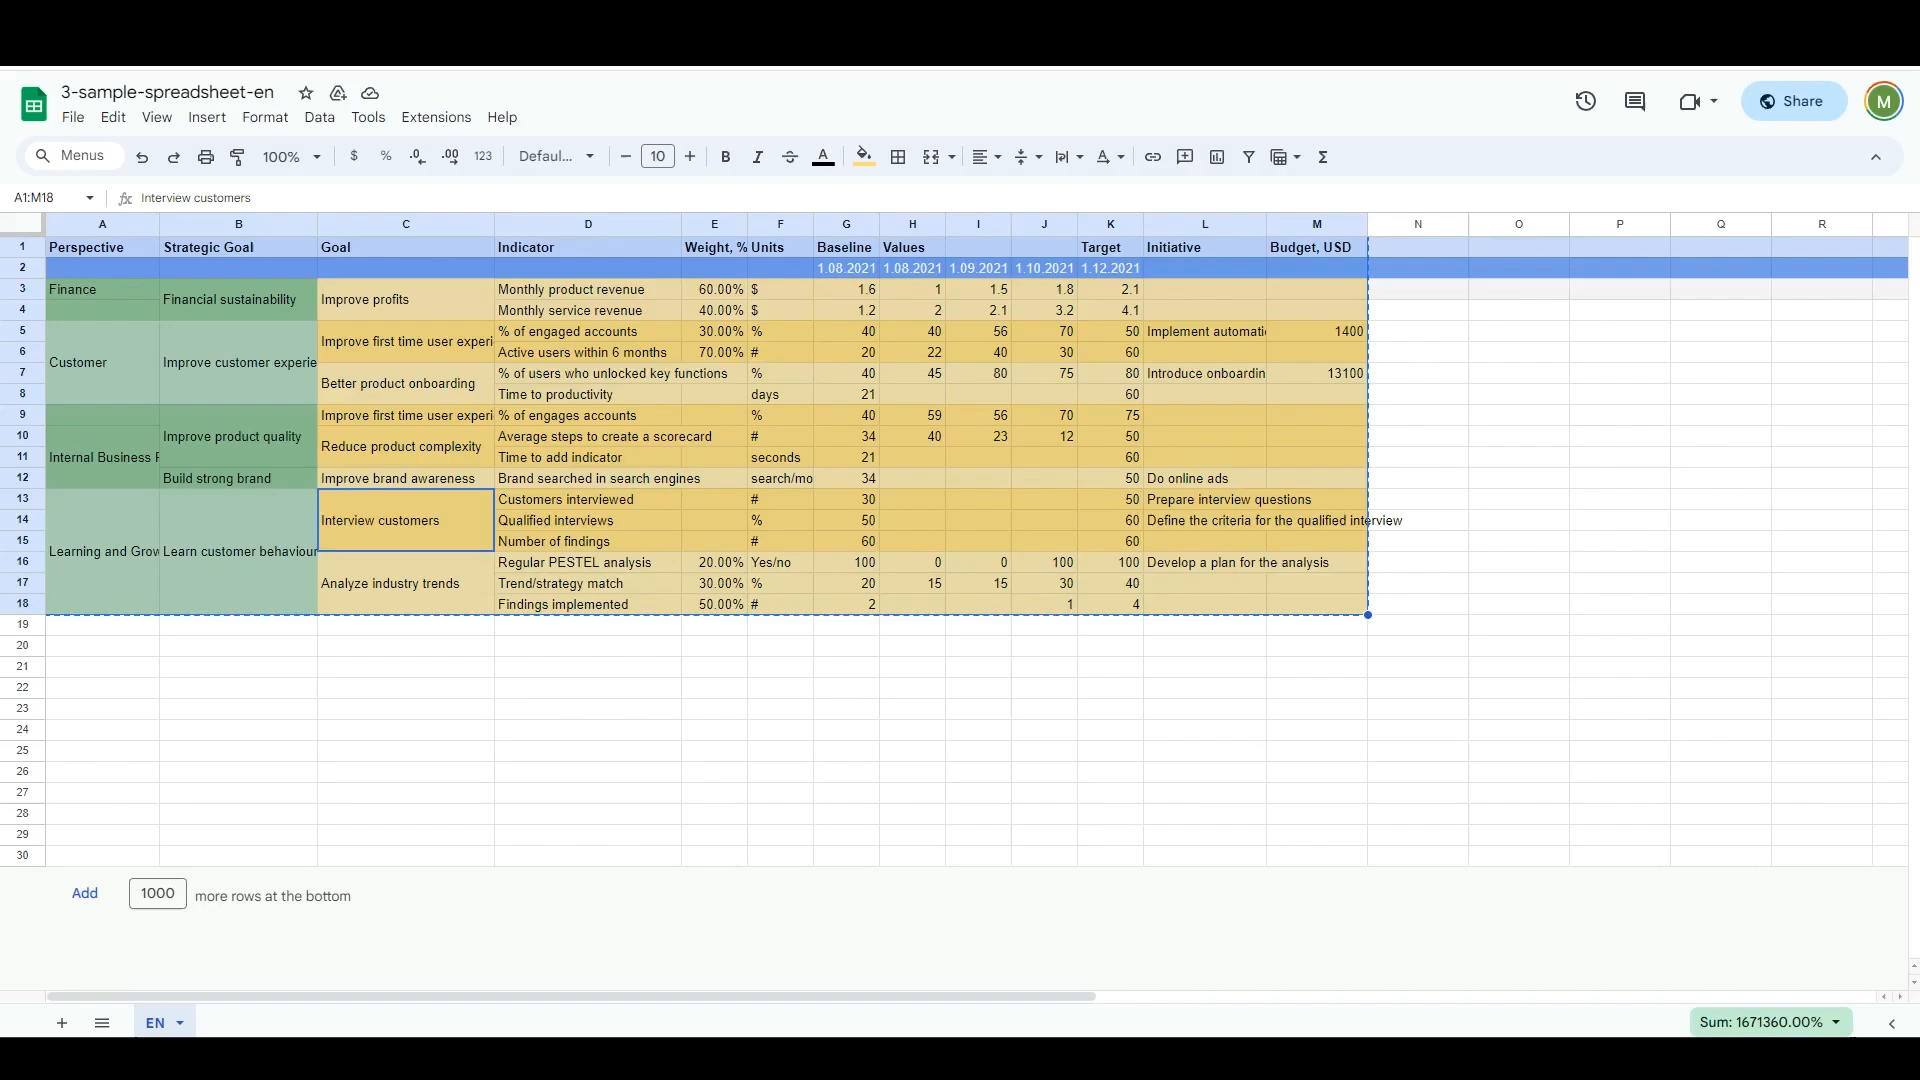 3-sample-spreadsheet-en
File Edit View Insert Format Data Tools Extensions Help
Share
M
Menus 100% $ % .0 .00 123 Defaul... 10 B I A
A1:M18 fx Interview customers
A B C D E F G H I J K L M N O P Q R
1 Perspective Strategic Goal Goal Indicator Weight, % Units Baseline Values Target Initiative Budget, USD
2 1.08.2021 1.08.2021 1.09.2021 1.10.2021 1.12.2021
3 Finance Financial sustainability Improve profits Monthly product revenue 60.00% $ 1.6 1 1.5 1.8 2.1
4 Monthly service revenue 40.00% $ 1.2 2 2.1 3.2 4.1
5 Customer Improve customer experie Improve first time user experi % of engaged accounts 30.00% % 40 40 56 70 50 Implement automati 1400
6 Active users within 6 months 70.00% # 20 22 40 30 60
7 Better product onboarding % of users who unlocked key functions % 40 45 80 75 80 Introduce onboardin 13100
8 Time to productivity days 21 60
9 Internal Business P Improve product quality Improve first time user experi % of engages accounts % 40 59 56 70 75
10 Reduce product complexity Average steps to create a scorecard # 34 40 23 12 50
11 Time to add indicator seconds 21 60
12 Build strong brand Improve brand awareness Brand searched in search engines search/mo 34 50 Do online ads
13 Learning and Grow Learn customer behaviour Interview customers Customers interviewed # 30 50 Prepare interview questions
14 Qualified interviews % 50 60 Define the criteria for the qualified interview
15 Number of findings # 60 60
16 Analyze industry trends Regular PESTEL analysis 20.00% Yes/no 100 0 0 100 100 Develop a plan for the analysis
17 Trend/strategy match 30.00% % 20 15 15 30 40
18 Findings implemented 50.00% # 2 1 4
19
20
21
22
23
24
25
26
27
28
29
30
Add 1000 more rows at the bottom
EN
Sum: 1671360.00%